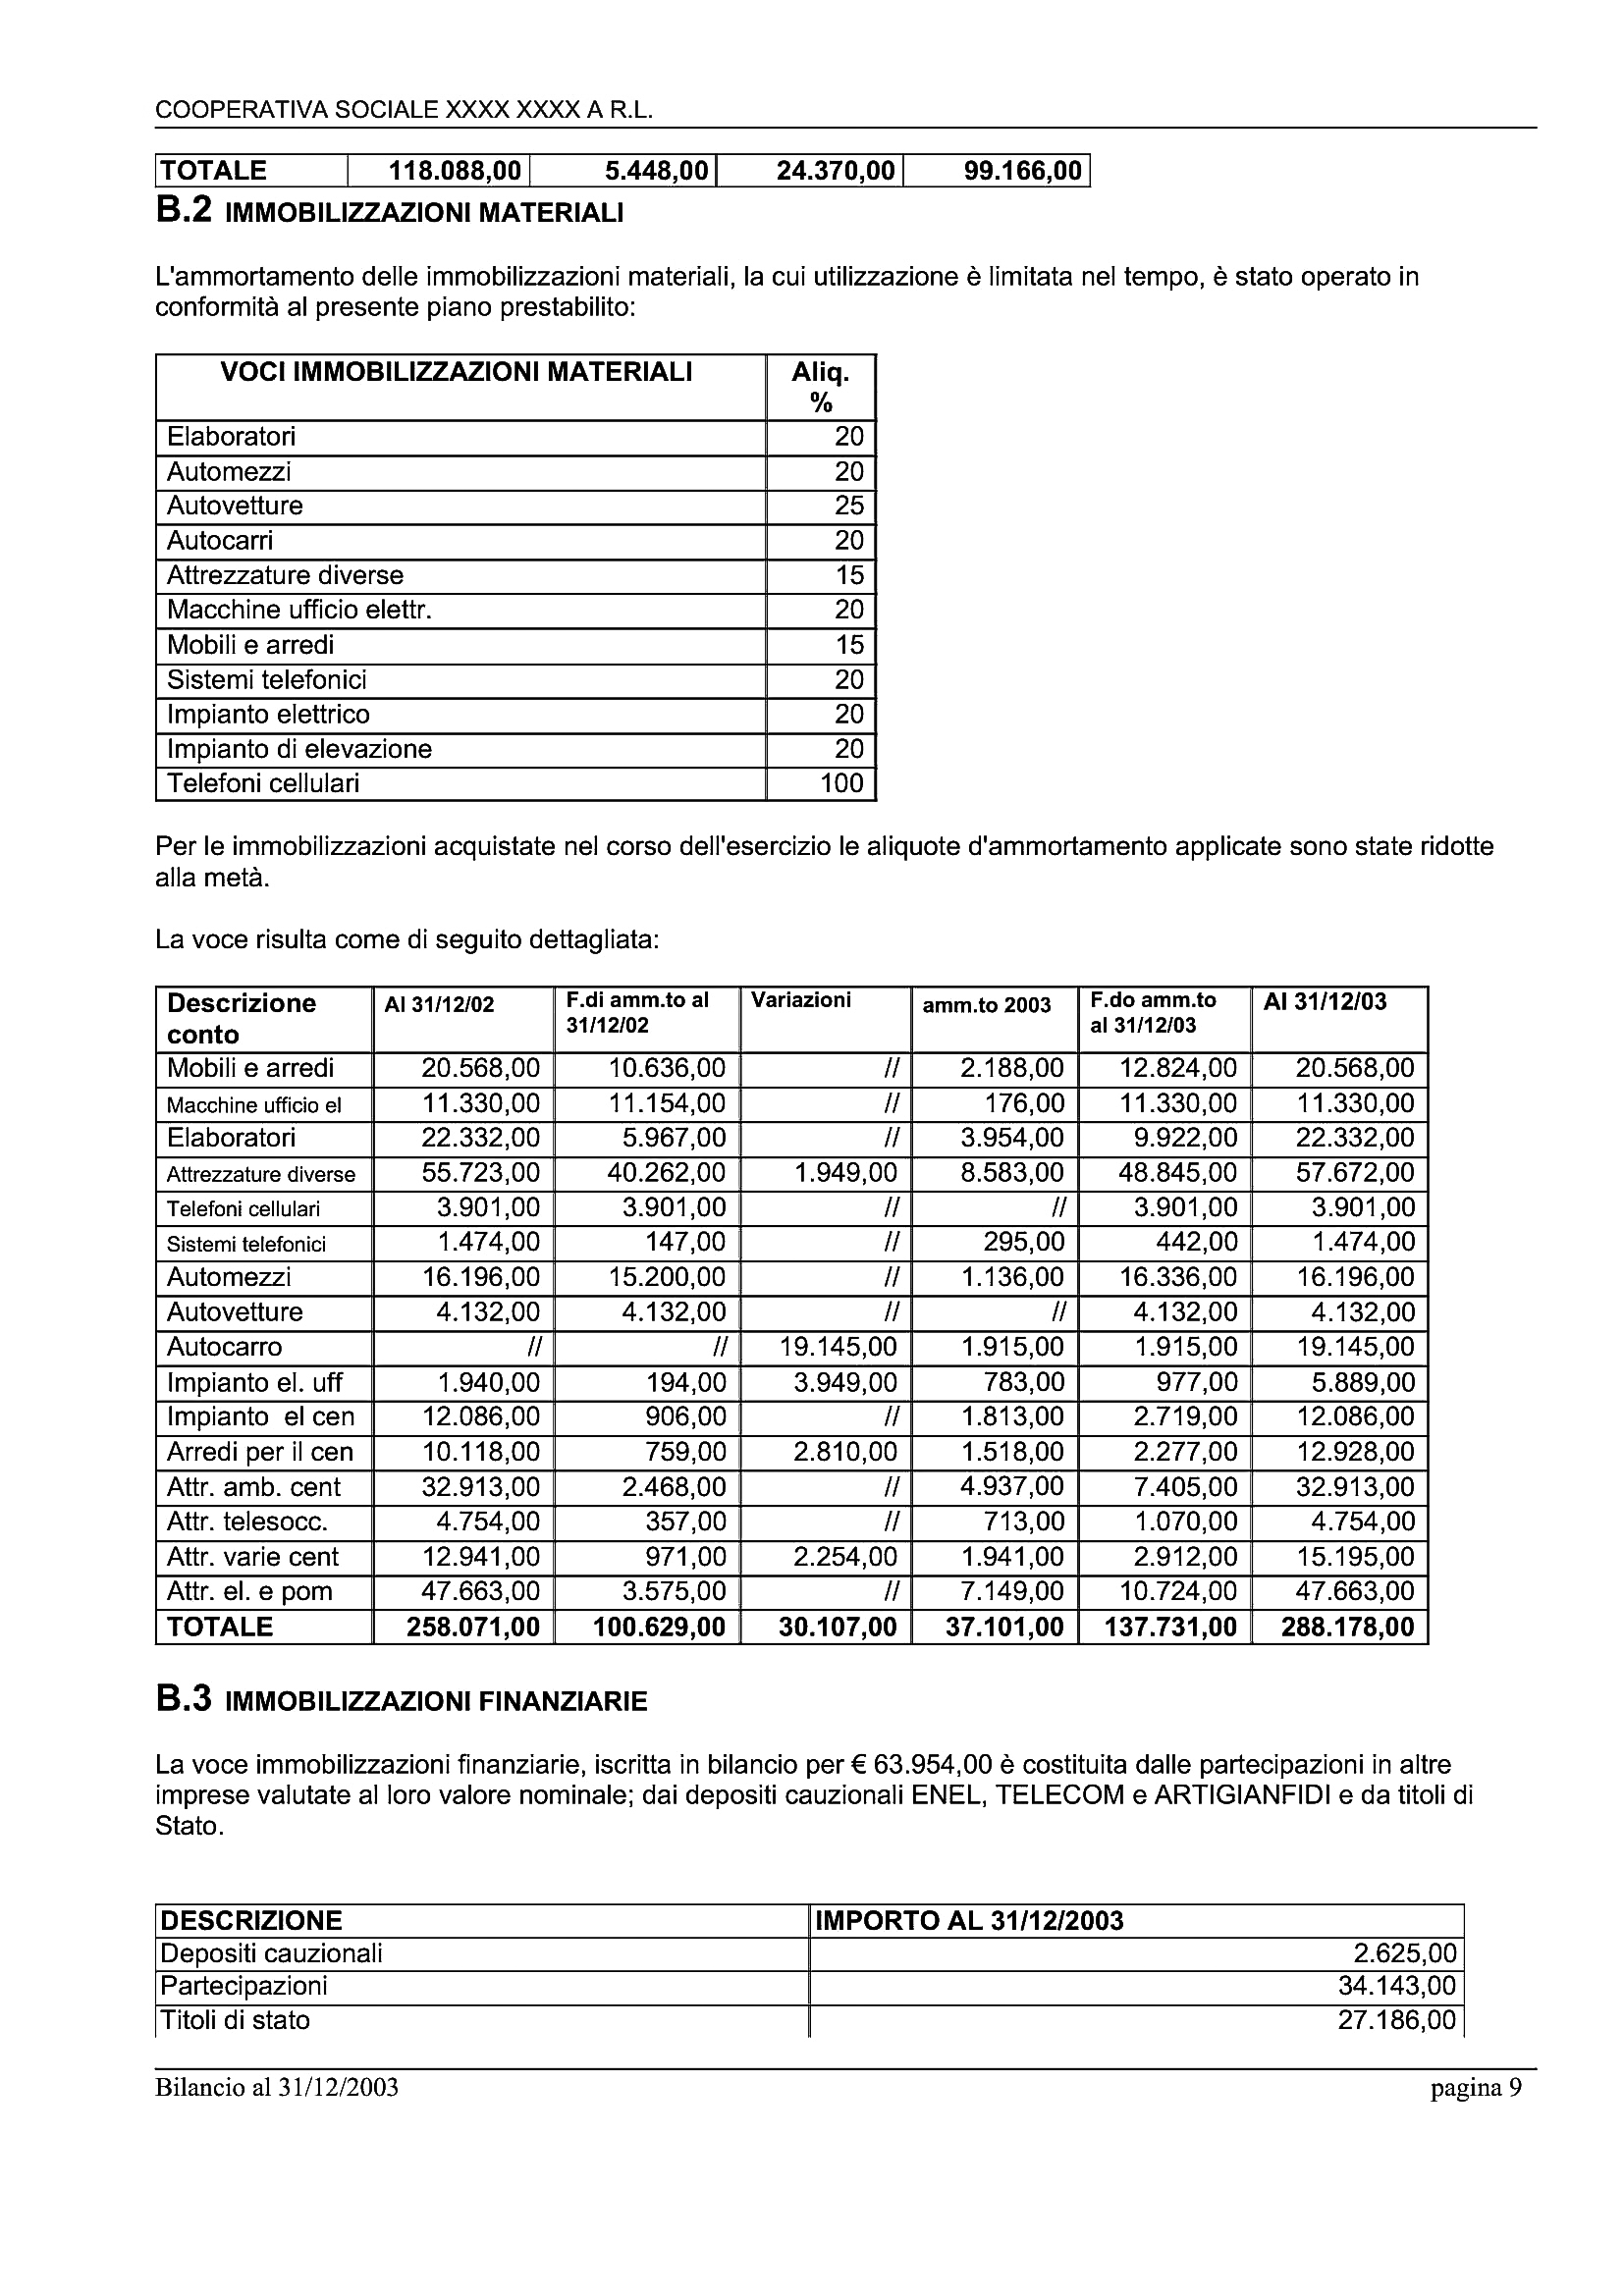 COOPERATIVA SOCIALE XXXX XXXX A R.L.
TOTALE 118.088,00 5.448,00 24.370,00 99.166,00
B.2 IMMOBILIZZAZIONI MATERIALI
L'ammortamento delle immobilizzazioni materiali, la cui utilizzazione è limitata nel tempo, è stato operato in
conformità al presente piano prestabilito:
VOCI IMMOBILIZZAZIONI MATERIALI Aliq.
%
Elaboratori 20
Automezzi 20
Autovetture 25
Autocarri 20
Attrezzature diverse 15
Macchine ufficio elettr. 20
Mobili e arredi 15
Sistemi telefonici 20
Impianto elettrico 20
Impianto di elevazione 20
Telefoni cellulari 100
Per le immobilizzazioni acquistate nel corso dell'esercizio le aliquote d'ammortamento applicate sono state ridotte
alla metà.
La voce risulta come di seguito dettagliata:
Descrizione Al 31/12/02 F.di amm.to al Variazioni amm.to 2003 F.do amm.to Al 31/12/03
conto 31/12/02 al 31/12/03
Mobili e arredi 20.568,00 10.636,00 // 2.188,00 12.824,00 20.568,00
Macchine ufficio el 11.330,00 11.154,00 // 176,00 11.330,00 11.330,00
Elaboratori 22.332,00 5.967,00 // 3.954,00 9.922,00 22.332,00
Attrezzature diverse 55.723,00 40.262,00 1.949,00 8.583,00 48.845,00 57.672,00
Telefoni cellulari 3.901,00 3.901,00 // // 3.901,00 3.901,00
Sistemi telefonici 1.474,00 147,00 // 295,00 442,00 1.474,00
Automezzi 16.196,00 15.200,00 // 1.136,00 16.336,00 16.196,00
Autovetture 4.132,00 4.132,00 // // 4.132,00 4.132,00
Autocarro // // 19.145,00 1.915,00 1.915,00 19.145,00
Impianto el. uff 1.940,00 194,00 3.949,00 783,00 977,00 5.889,00
Impianto el cen 12.086,00 906,00 // 1.813,00 2.719,00 12.086,00
Arredi per il cen 10.118,00 759,00 2.810,00 1.518,00 2.277,00 12.928,00
Attr. amb. cent 32.913,00 2.468,00 // 4.937,00 7.405,00 32.913,00
Attr. telesocc. 4.754,00 357,00 // 713,00 1.070,00 4.754,00
Attr. varie cent 12.941,00 971,00 2.254,00 1.941,00 2.912,00 15.195,00
Attr. el. e pom 47.663,00 3.575,00 // 7.149,00 10.724,00 47.663,00
TOTALE 258.071,00 100.629,00 30.107,00 37.101,00 137.731,00 288.178,00
B.3 IMMOBILIZZAZIONI FINANZIARIE
La voce immobilizzazioni finanziarie, iscritta in bilancio per € 63.954,00 è costituita dalle partecipazioni in altre
imprese valutate al loro valore nominale; dai depositi cauzionali ENEL, TELECOM e ARTIGIANFIDI e da titoli di
Stato.
DESCRIZIONE IMPORTO AL 31/12/2003
Depositi cauzionali 2.625,00
Partecipazioni 34.143,00
Titoli di stato 27.186,00
Bilancio al 31/12/2003 pagina 9